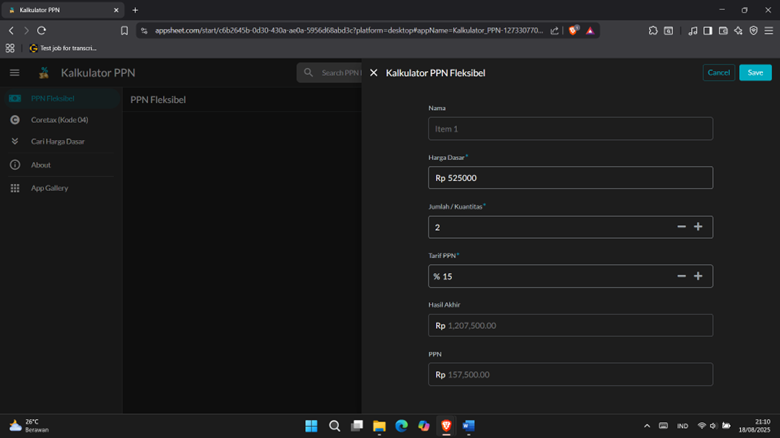 Kalkulator PPN
appsheet.com/start/c6b2645b-0d30-430a-ae0a-5956d68abd3c?platform=desktop#appName=Kalkulator_PPN-127330770...
Test job for transcri...
Kalkulator PPN
Search PPN
Kalkulator PPN Fleksibel
Cancel
Save
PPN Fleksibel
Coretax (Kode 04)
Cari Harga Dasar
About
App Gallery
PPN Fleksibel
Nama
Item 1
Harga Dasar*
Rp 525000
Jumlah / Kuantitas*
2
Tarif PPN*
% 15
Hasil Akhir
Rp 1,207,500.00
PPN
Rp 157,500.00
26°C
Berawan
IND
21:10
18/08/2025